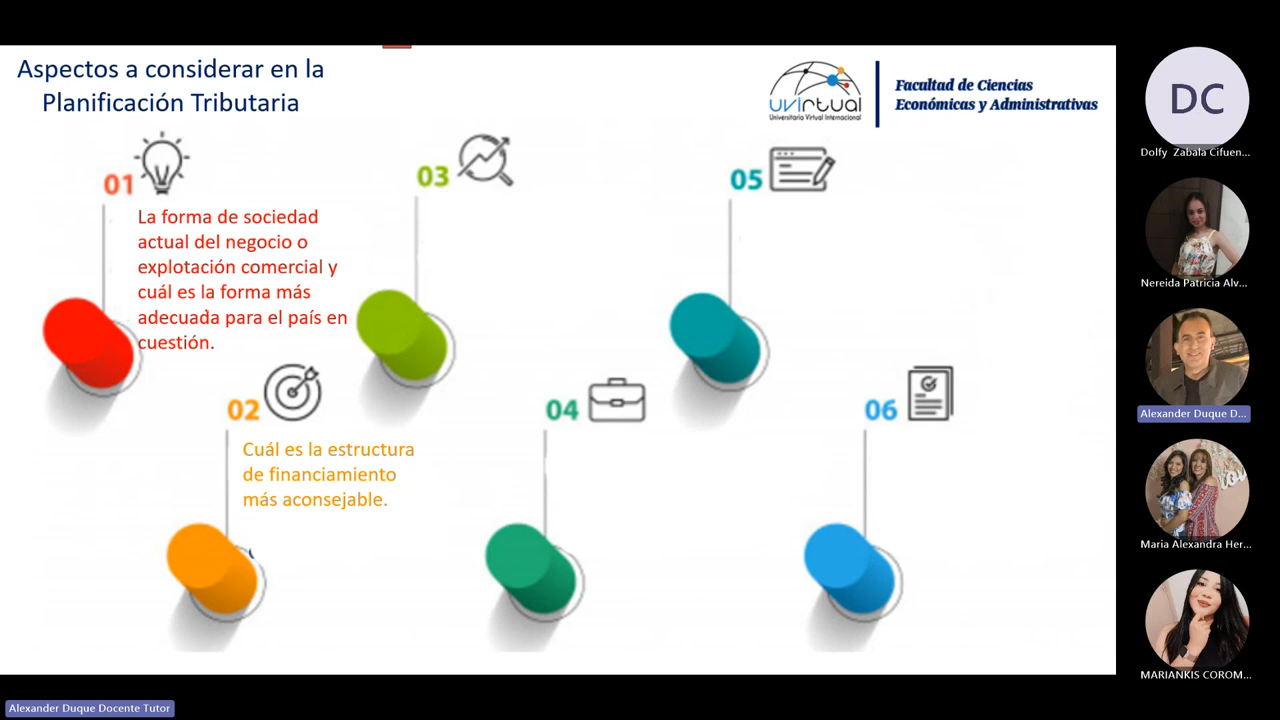 Aspectos a considerar en la
Planificación Tributaria
uvirtual
Universitaria Virtual Internacional
Facultad de Ciencias
Económicas y Administrativas
01
La forma de sociedad
actual del negocio o
explotación comercial y
cuál es la forma más
adecuada para el país en
cuestión.
02
Cuál es la estructura
de financiamiento
más aconsejable.
03
04
05
06
DC
Dolfy Zabala Cifuen...
Nereida Patricia Alv...
Alexander Duque D...
Maria Alexandra Her...
MARIANKIS COROM...
Alexander Duque Docente Tutor